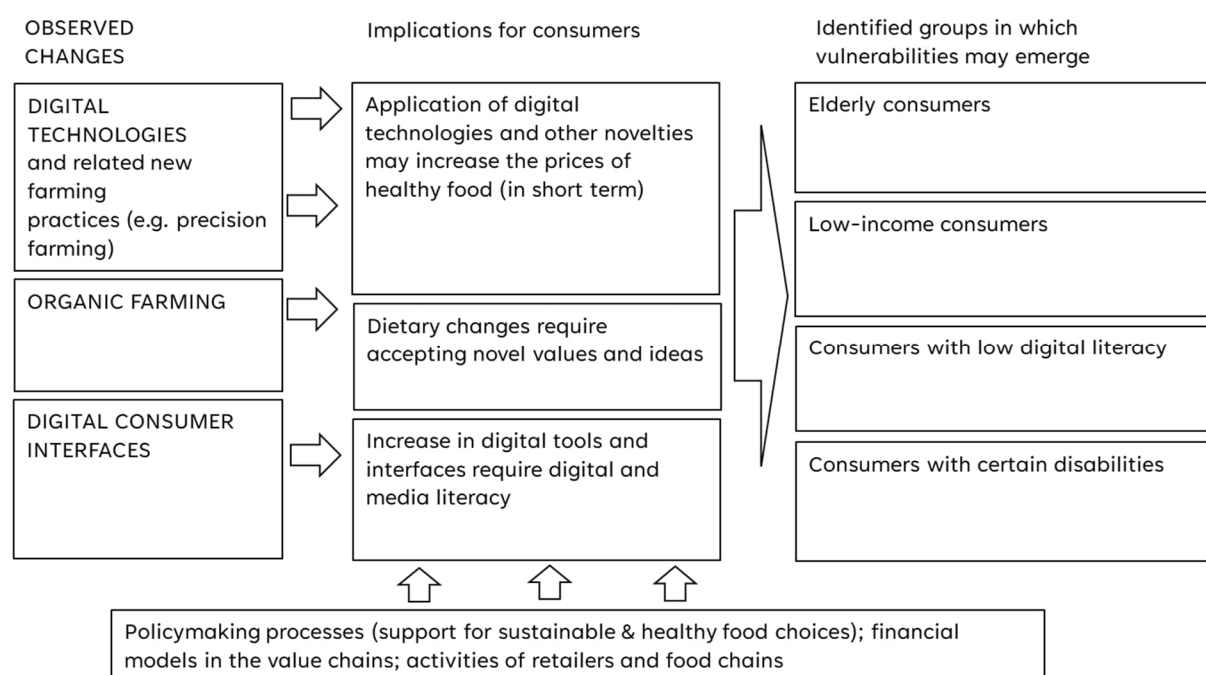 OBSERVED
CHANGES
Implications for consumers
Identified groups in which
vulnerabilities may emerge
DIGITAL
TECHNOLOGIES
and related new
farming
practices (e.g. precision
farming)
ORGANIC FARMING
DIGITAL CONSUMER
INTERFACES
Application of digital
technologies and other novelties
may increase the prices of
healthy food (in short term)
Dietary changes require
accepting novel values and ideas
Increase in digital tools and
interfaces require digital and
media literacy
Elderly consumers
Low-income consumers
Consumers with low digital literacy
Consumers with certain disabilities
Policymaking processes (support for sustainable & healthy food choices); financial
models in the value chains; activities of retailers and food chains